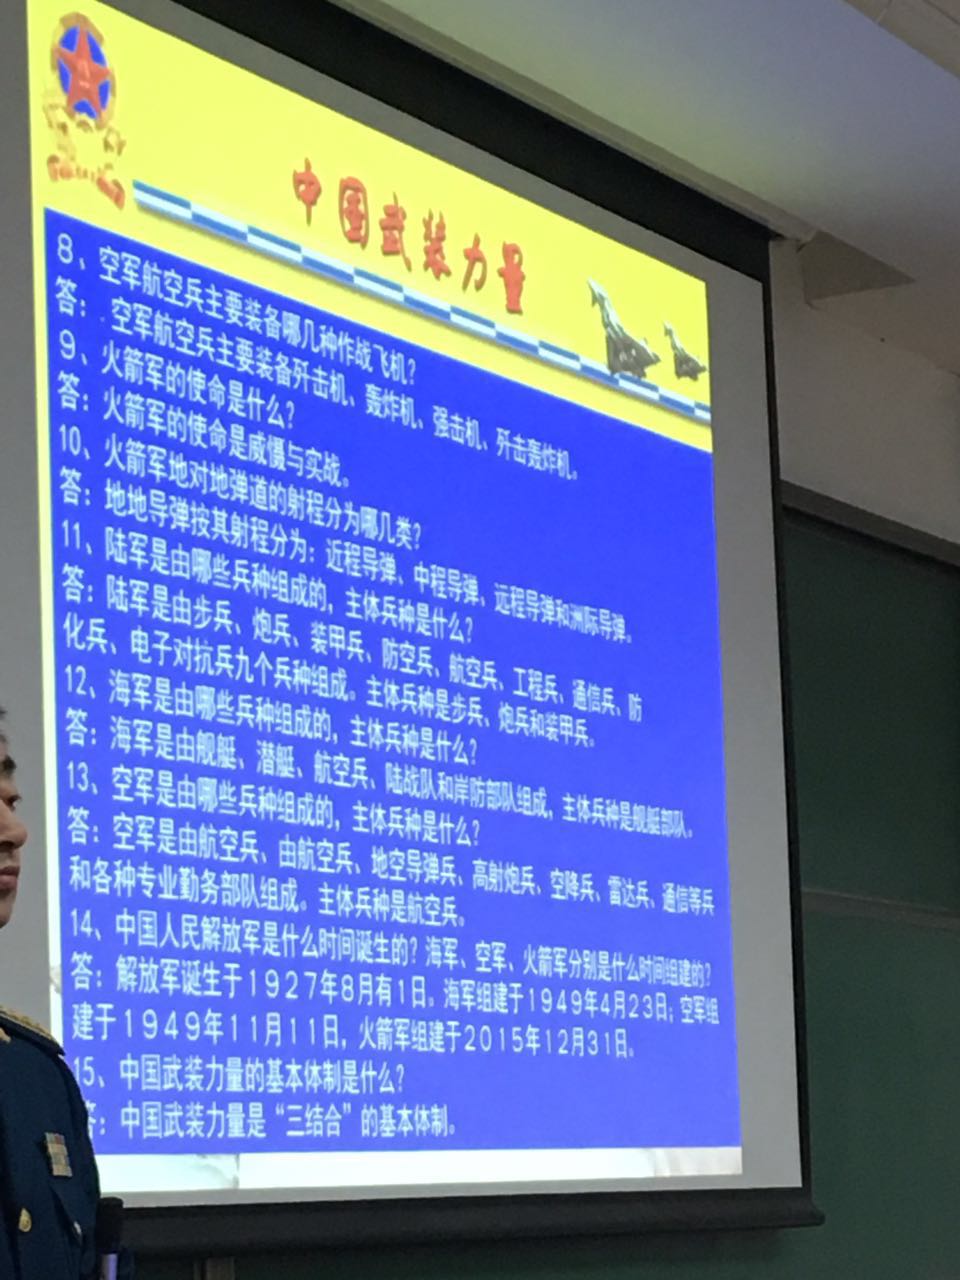 中国武装力量
8、空军航空兵主要装备哪几种作战飞机？
答：空军航空兵主要装备歼击机、轰炸机、强击机、歼击轰炸机。
9、火箭军的使命是什么？
答：火箭军的使命是威慑与实战。
10、火箭军地对地弹道的射程分为哪几类？
答：地地导弹按其射程分为：近程导弹、中程导弹、远程导弹和洲际导弹。
11、陆军是由哪些兵种组成的，主体兵种是什么？
答：陆军是由步兵、炮兵、装甲兵、防空兵、航空兵、工程兵、通信兵、防
化兵、电子对抗兵九个兵种组成。主体兵种是步兵、炮兵和装甲兵。
12、海军是由哪些兵种组成的，主体兵种是什么？
答：海军是由舰艇、潜艇、航空兵、陆战队和岸防部队组成，主体兵种是舰艇部队。
13、空军是由哪些兵种组成的，主体兵种是什么？
答：空军是由航空兵、由航空兵、地空导弹兵、高射炮兵、空降兵、雷达兵、通信等兵
和各种专业勤务部队组成。主体兵种是航空兵。
14、中国人民解放军是什么时间诞生的？海军、空军、火箭军分别是什么时间组建的？
答：解放军诞生于1927年8月有1日。海军组建于1949年4月23日；空军组
建于1949年11月11日，火箭军组建于2015年12月31日。
15、中国武装力量的基本体制是什么？
答：中国武装力量是“三结合”的基本体制。